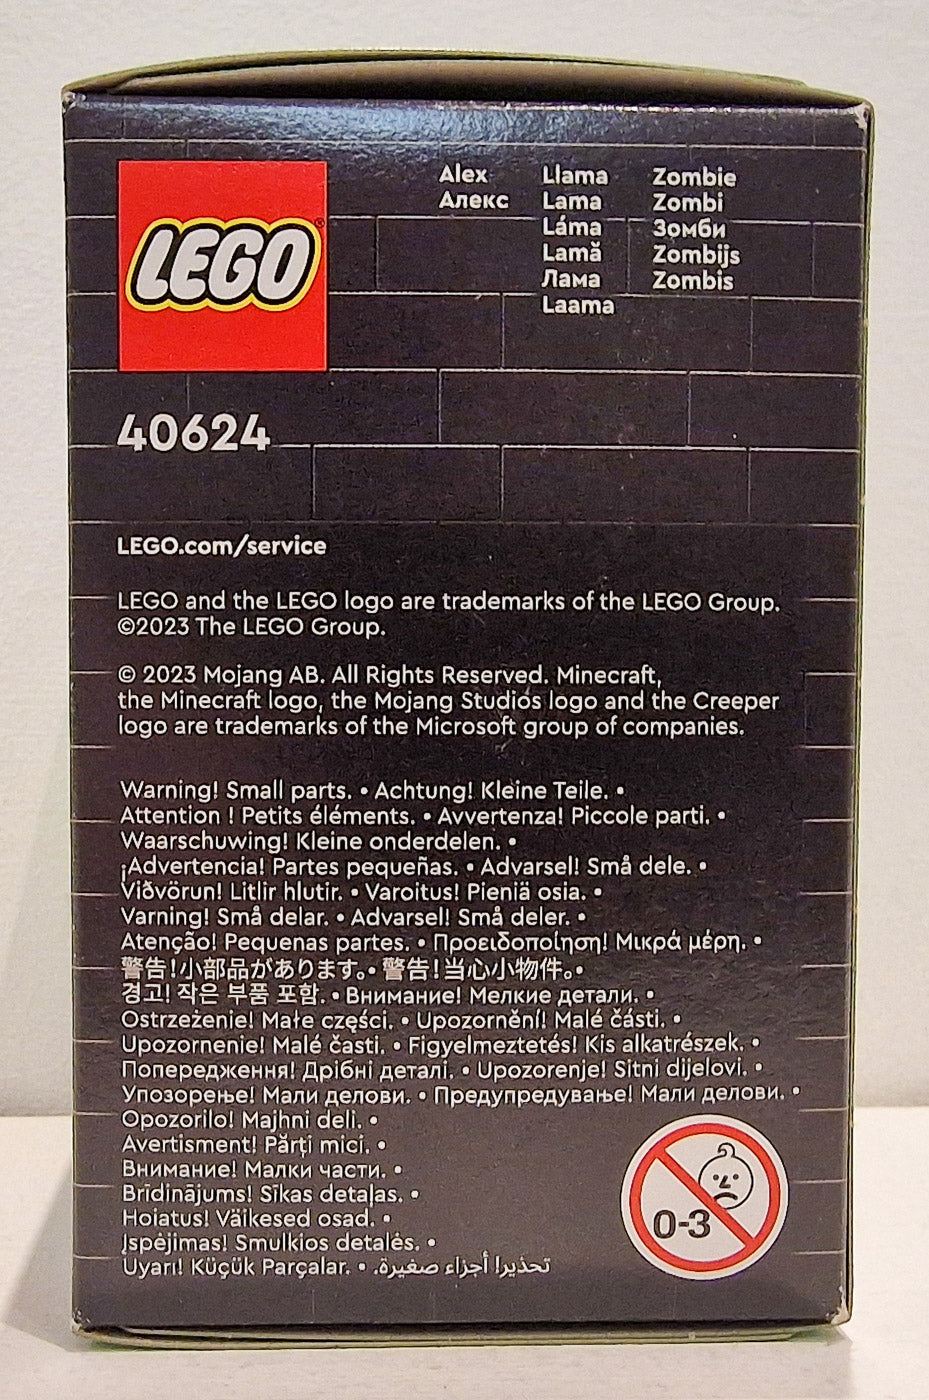 LEGO®
Alex
Алекс
Llama
Lama
Láma
Lamă
Лама
Laama
Zombie
Zombi
Зомби
Zombijs
Zombis
40624
LEGO.com/service
LEGO and the LEGO logo are trademarks of the LEGO Group.
©2023 The LEGO Group.
© 2023 Mojang AB. All Rights Reserved. Minecraft,
the Minecraft logo, the Mojang Studios logo and the Creeper
logo are trademarks of the Microsoft group of companies.
Warning! Small parts. • Achtung! Kleine Teile. •
Attention ! Petits éléments. • Avvertenza! Piccole parti. •
Waarschuwing! Kleine onderdelen. •
¡Advertencia! Partes pequeñas. • Advarsel! Små dele. •
Viðvörun! Litlir hlutir. • Varoitus! Pieniä osia. •
Varning! Små delar. • Advarsel! Små deler. •
Atenção! Pequenas partes. • Προειδοποίηση! Μικρά μέρη. •
警告!小部品があります。• 警告!当心小物件。•
경고! 작은 부품 포함. • Внимание! Мелкие детали. •
Ostrzeżenie! Małe części. • Upozornění! Malé části. •
Upozornenie! Malé časti. • Figyelmeztetés! Kis alkatrészek. •
Попередження! Дрібні деталі. • Upozorenje! Sitni dijelovi. •
Упозорење! Мали делови. • Предупредување! Мали делови. •
Opozorilo! Majhni deli. •
Avertisment! Părți mici. •
Внимание! Малки части. •
Brīdinājums! Sīkas detaļas. •
Hoiatus! Väikesed osad. •
Įspėjimas! Smulkios detalės. •
Uyarı! Küçük Parçalar. • تحذير! أجزاء صغيرة.
0-3